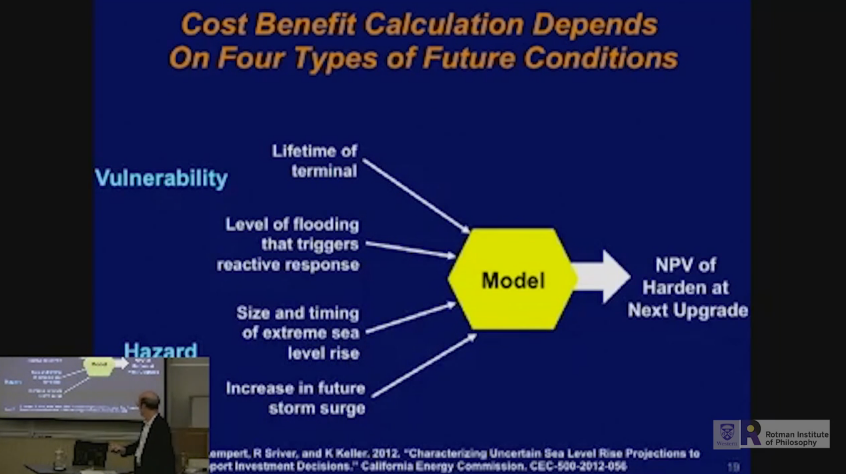 Cost Benefit Calculation Depends
On Four Types of Future Conditions
Vulnerability
Lifetime of
terminal
Level of flooding
that triggers
reactive response
Size and timing
of extreme sea
level rise
Hazard
Increase in future
storm surge
Model
NPV of
Harden at
Next Upgrade
empert, R Sriver, and K Keller. 2012. "Characterizing Uncertain Sea Level Rise Projections to
port Investment Decisions." California Energy Commission. CEC-500-2012-056
19
Rotman Institute
of Philosophy
Model